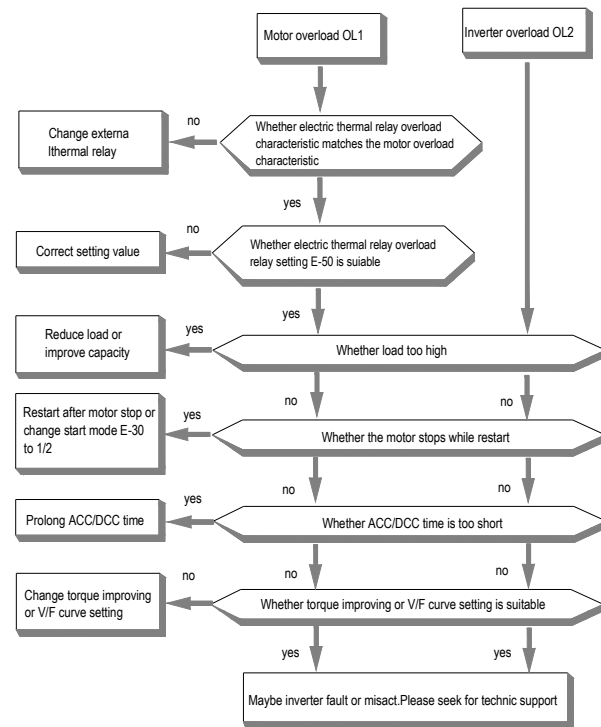 Motor overload OL1
Inverter overload OL2
no
Change externa
lthermal relay
Whether electric thermal relay overload
characteristic matches the motor overload
characteristic
yes
no
Correct setting value
Whether electric thermal relay overload
relay setting E-50 is suiable
yes
yes
Reduce load or
improve capacity
Whether load too high
no
no
Restart after motor stop or
change start mode E-30
to 1/2
yes
Whether the motor stops while restart
no
no
yes
Prolong ACC/DCC time
Whether ACC/DCC time is too short
no
no
no
Change torque improving
or V/F curve setting
Whether torque improving or V/F curve setting is suitable
yes
yes
Maybe inverter fault or misact.Please seek for technic support